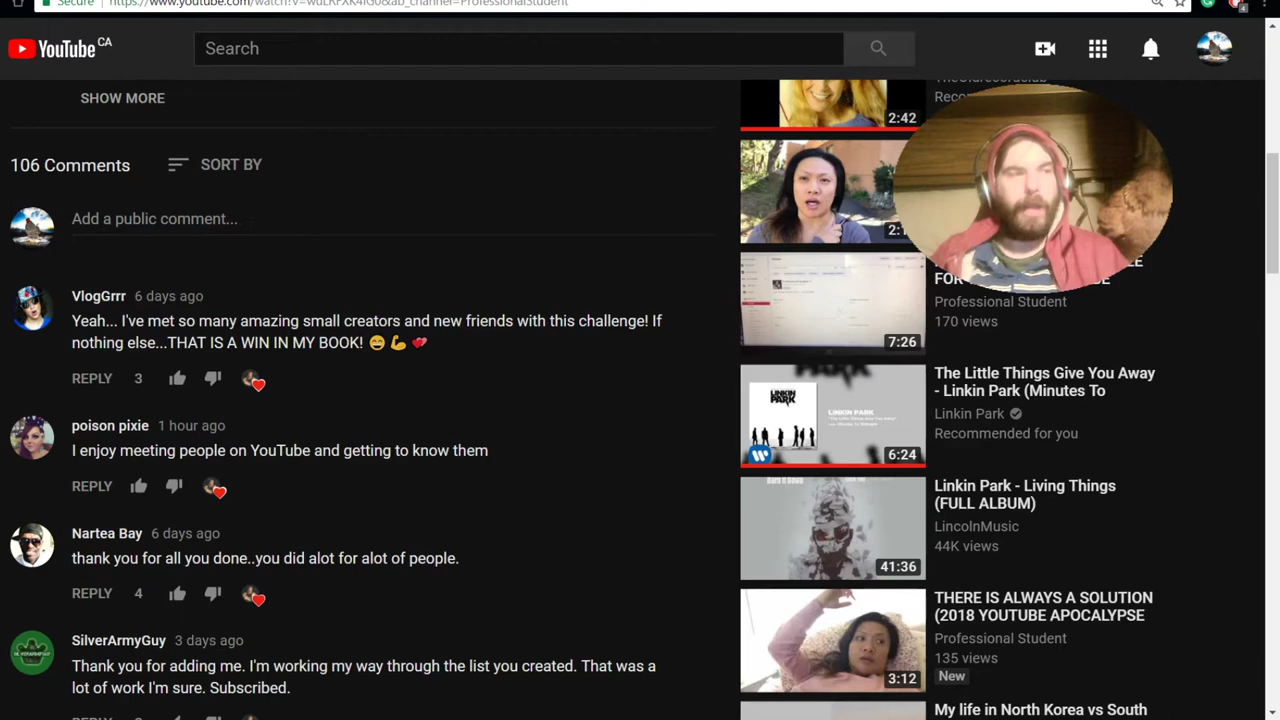 Secure
https://www.youtube.com/watch?v=wuLRFXK4IG0&ab_channel=ProfessionalStudent
YouTube CA
Search
SHOW MORE
106 Comments
SORT BY
Add a public comment...
VlogGrrr 6 days ago
Yeah... I've met so many amazing small creators and new friends with this challenge! If
nothing else...THAT IS A WIN IN MY BOOK! 😄 💪 💕
REPLY 3
poison pixie 1 hour ago
I enjoy meeting people on YouTube and getting to know them
REPLY
Nartea Bay 6 days ago
thank you for all you done..you did alot for alot of people.
REPLY 4
SilverArmyGuy 3 days ago
Thank you for adding me. I'm working my way through the list you created. That was a
lot of work I'm sure. Subscribed.
2:42
7:26
Professional Student
170 views
LINKIN PARK
6:24
The Little Things Give You Away
- Linkin Park (Minutes To
Linkin Park
Recommended for you
41:36
Linkin Park - Living Things
(FULL ALBUM)
LincolnMusic
44K views
3:12
THERE IS ALWAYS A SOLUTION
(2018 YOUTUBE APOCALYPSE
Professional Student
135 views
New
My life in North Korea vs South